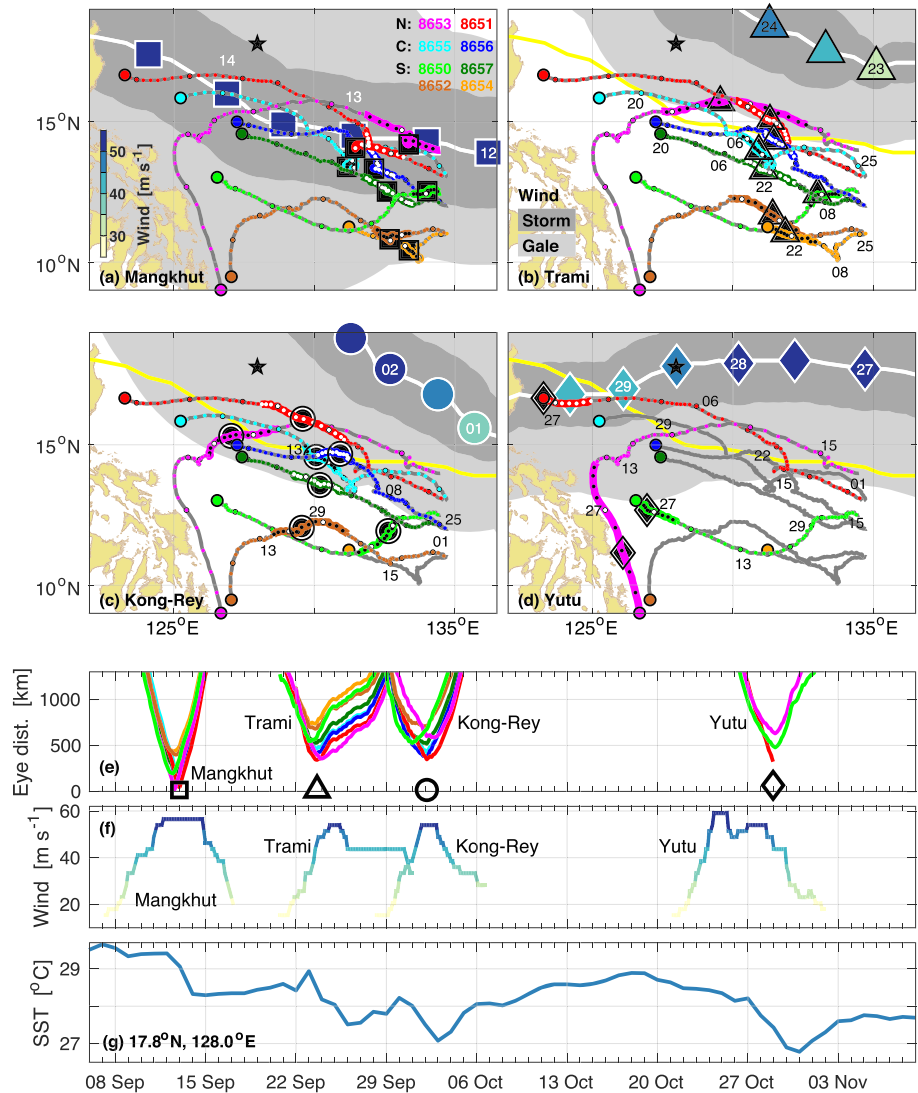 N: 8653 8651
C: 8655 8656
S: 8650 8657
8652 8654
14
13
12
15°N
10°N
50
40
30
Wind [m s⁻¹]
(a) Mangkhut
24
23
20
20
06
06
22
25
08
22
25
08
Wind
Storm
Gale
(b) Trami
02
01
15°N
10°N
13
08
25
29
01
13
15
125°E
135°E
(c) Kong-Rey
29
28
27
27
06
29
15
13
22
15
01
27
27
29
15
13
125°E
135°E
(d) Yutu
Eye dist. [km]
1000
500
0
Trami
Kong-Rey
Yutu
Mangkhut
(e)
Wind [m s⁻¹]
60
40
20
(f)
Trami
Kong-Rey
Yutu
Mangkhut
SST [°C]
29
27
(g) 17.8°N, 128.0°E
08 Sep 15 Sep 22 Sep 29 Sep 06 Oct 13 Oct 20 Oct 27 Oct 03 Nov